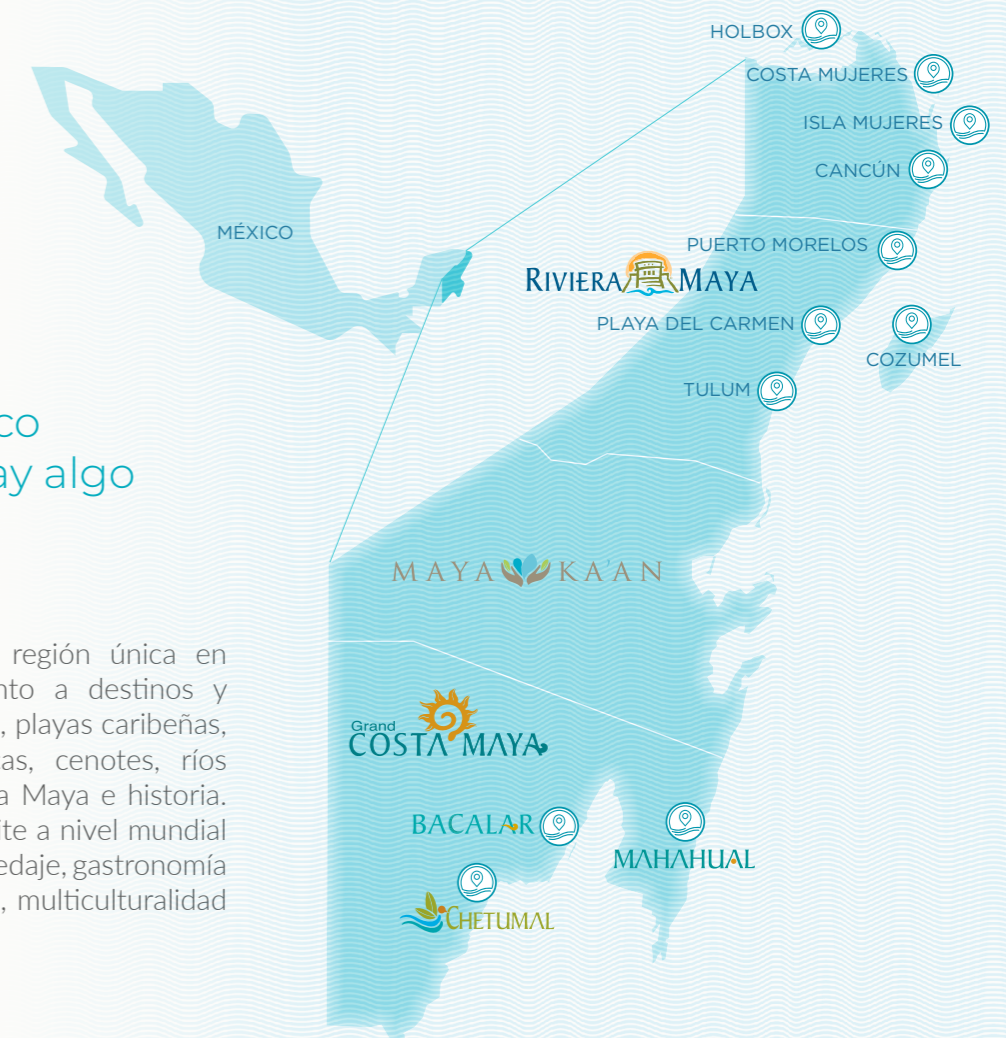 HOLBOX
COSTA MUJERES
ISLA MUJERES
CANCÚN
MÉXICO
PUERTO MORELOS
RIVIERA MAYA
PLAYA DEL CARMEN
COZUMEL
TULUM
co
ay algo
MAYA KA'AN
región única en
nto a destinos y
, playas caribeñas,
as, cenotes, ríos
a Maya e historia.
ite a nivel mundial
edaje, gastronomía
, multiculturalidad
Grand
COSTA MAYA
BACALAR
MAHAHUAL
CHETUMAL